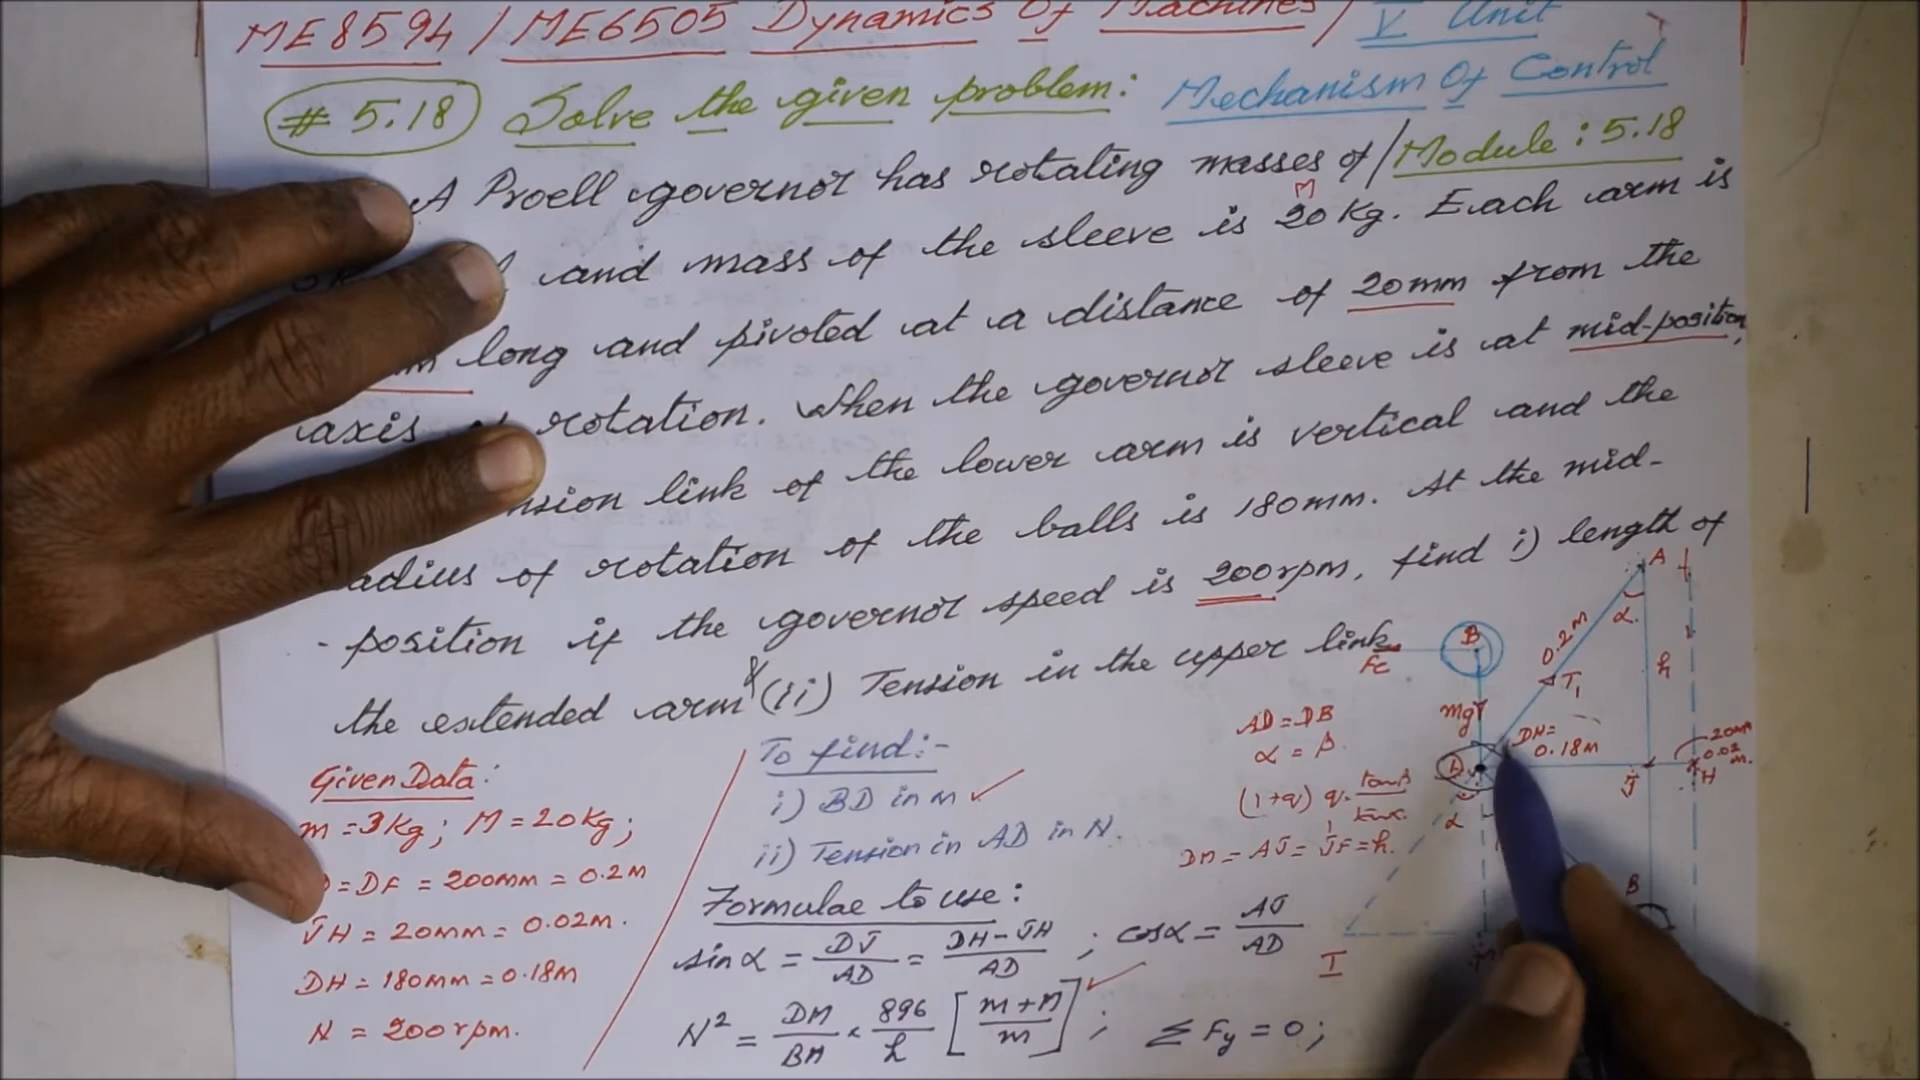 ME8594 / ME6505 Dynamics Of Machines / V Unit
# 5.18 Solve the given problem: Mechanism Of Control
A Proell governor has rotating masses of / Module: 5.18
M
and mass of the sleeve is 20 Kg. Each arm is
long and pivoted at a distance of 20mm from the
axis rotation. When the governor sleeve is at mid-position,
link of the lower arm is vertical and the
radius of rotation of the balls is 180mm. At the mid-
- position if the governor speed is 200rpm, find i) length of
the extended arm & (ii) Tension in the upper link
Given Data:
m = 3Kg; M = 20Kg;
= DF = 200mm = 0.2M
JH = 20mm = 0.02m.
DH = 180mm = 0.18m
N = 200rpm.
To find:-
i) BD in m ✓
ii) Tension in AD in N.
Formulae to use:
sin α = DJ/AD = DH-JH/AD ; cos α = AJ/AD
N² = DM/BM × 896/h [m+M/m] ; Σ Fy = 0;
AD = DB
α = β
(1+q) q. tanβ/tanα.
DM = AJ = JF = h.
A
α
0.2M
T1
h
B
Fc
mg
DH =
0.18m
20mm
0.02
m.
J
H
D
α
B
I